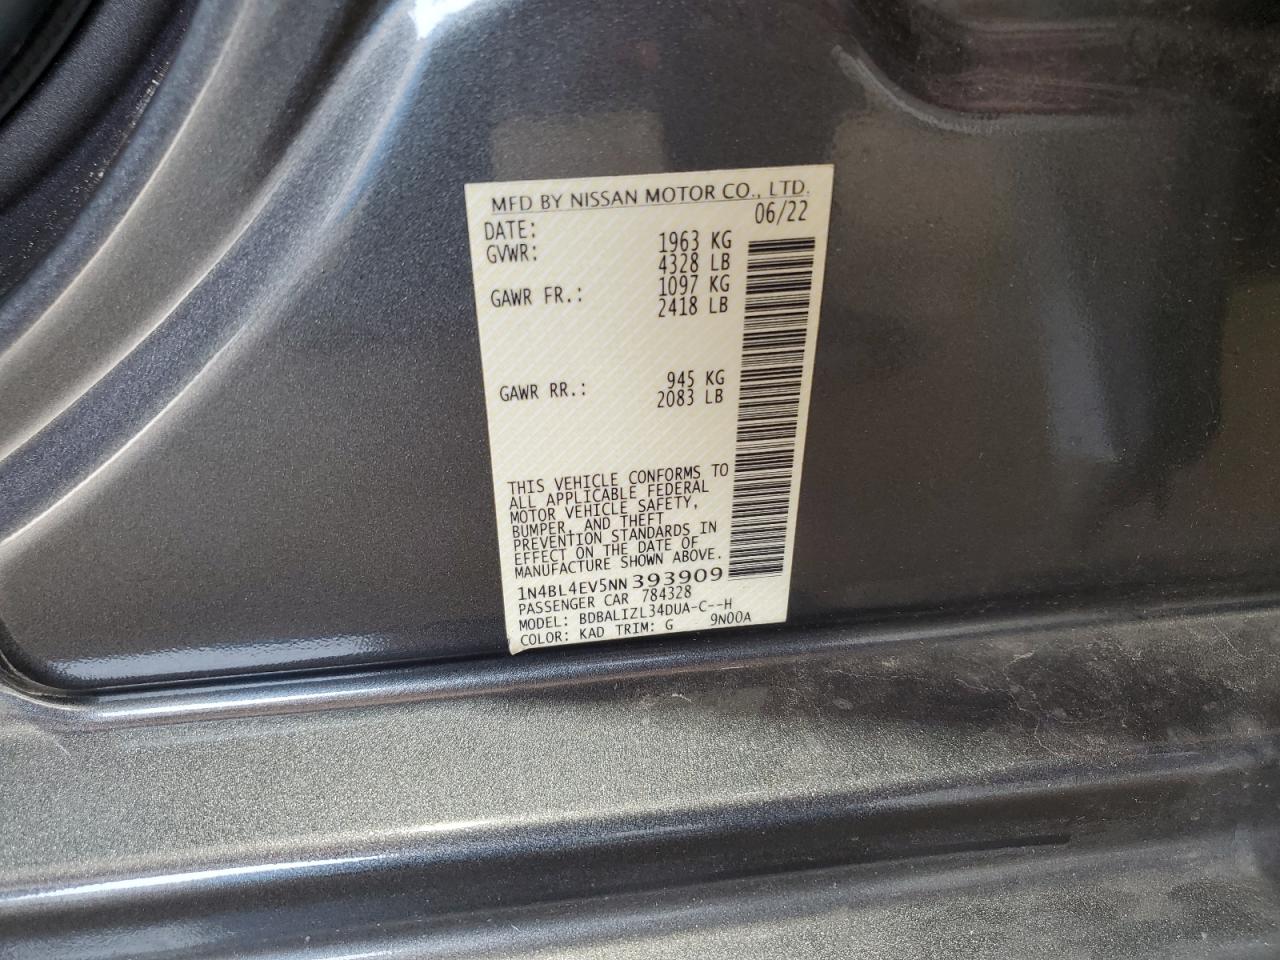 MFD BY NISSAN MOTOR CO., LTD.
DATE: 06/22
GVWR: 1963 KG
4328 LB
GAWR FR.: 1097 KG
2418 LB
GAWR RR.: 945 KG
2083 LB
THIS VEHICLE CONFORMS TO
ALL APPLICABLE FEDERAL
MOTOR VEHICLE SAFETY,
BUMPER, AND THEFT
PREVENTION STANDARDS IN
EFFECT ON THE DATE OF
MANUFACTURE SHOWN ABOVE.
1N4BL4EV5NN393909
PASSENGER CAR 784328
MODEL: BDBALIZL34DUA-C--H
COLOR: KAD TRIM: G 9N00A